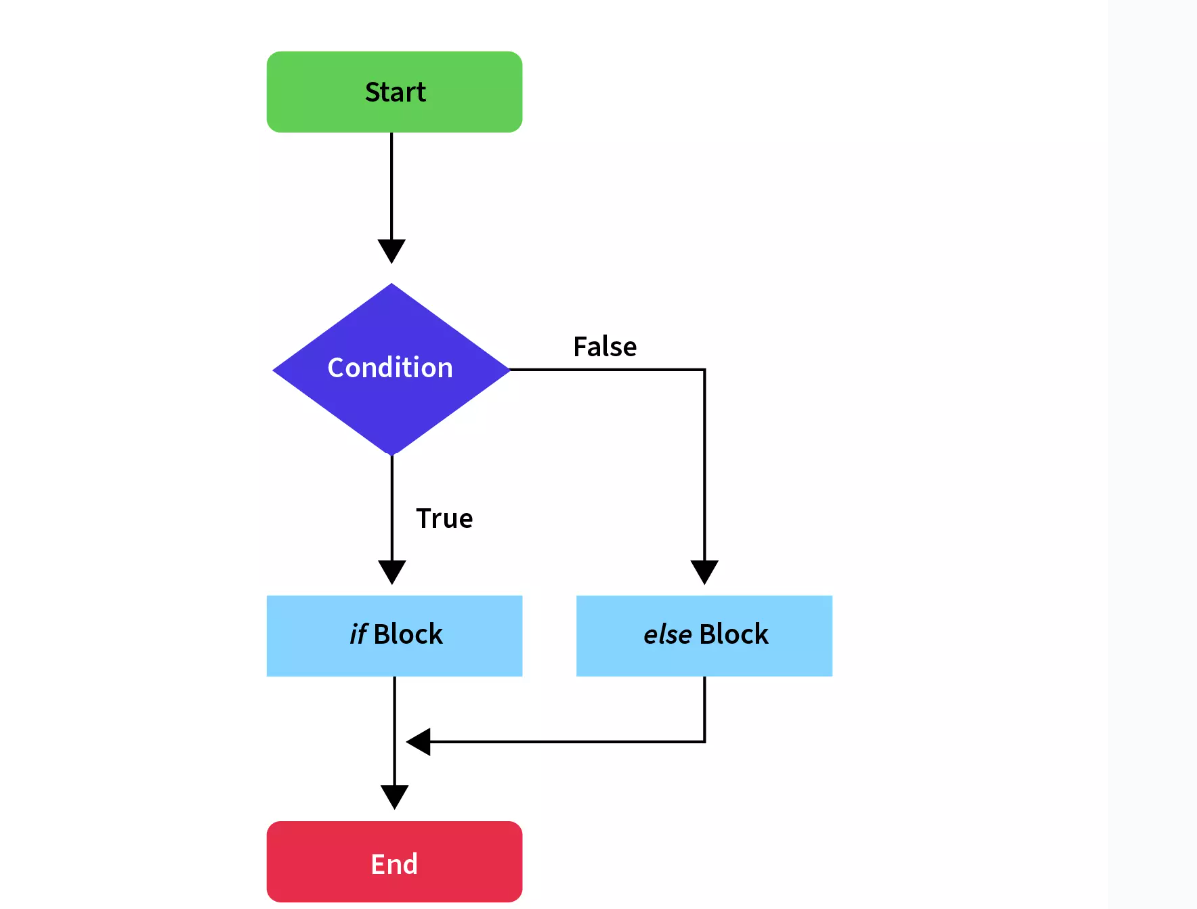 Start
Condition
False
True
if Block
else Block
End